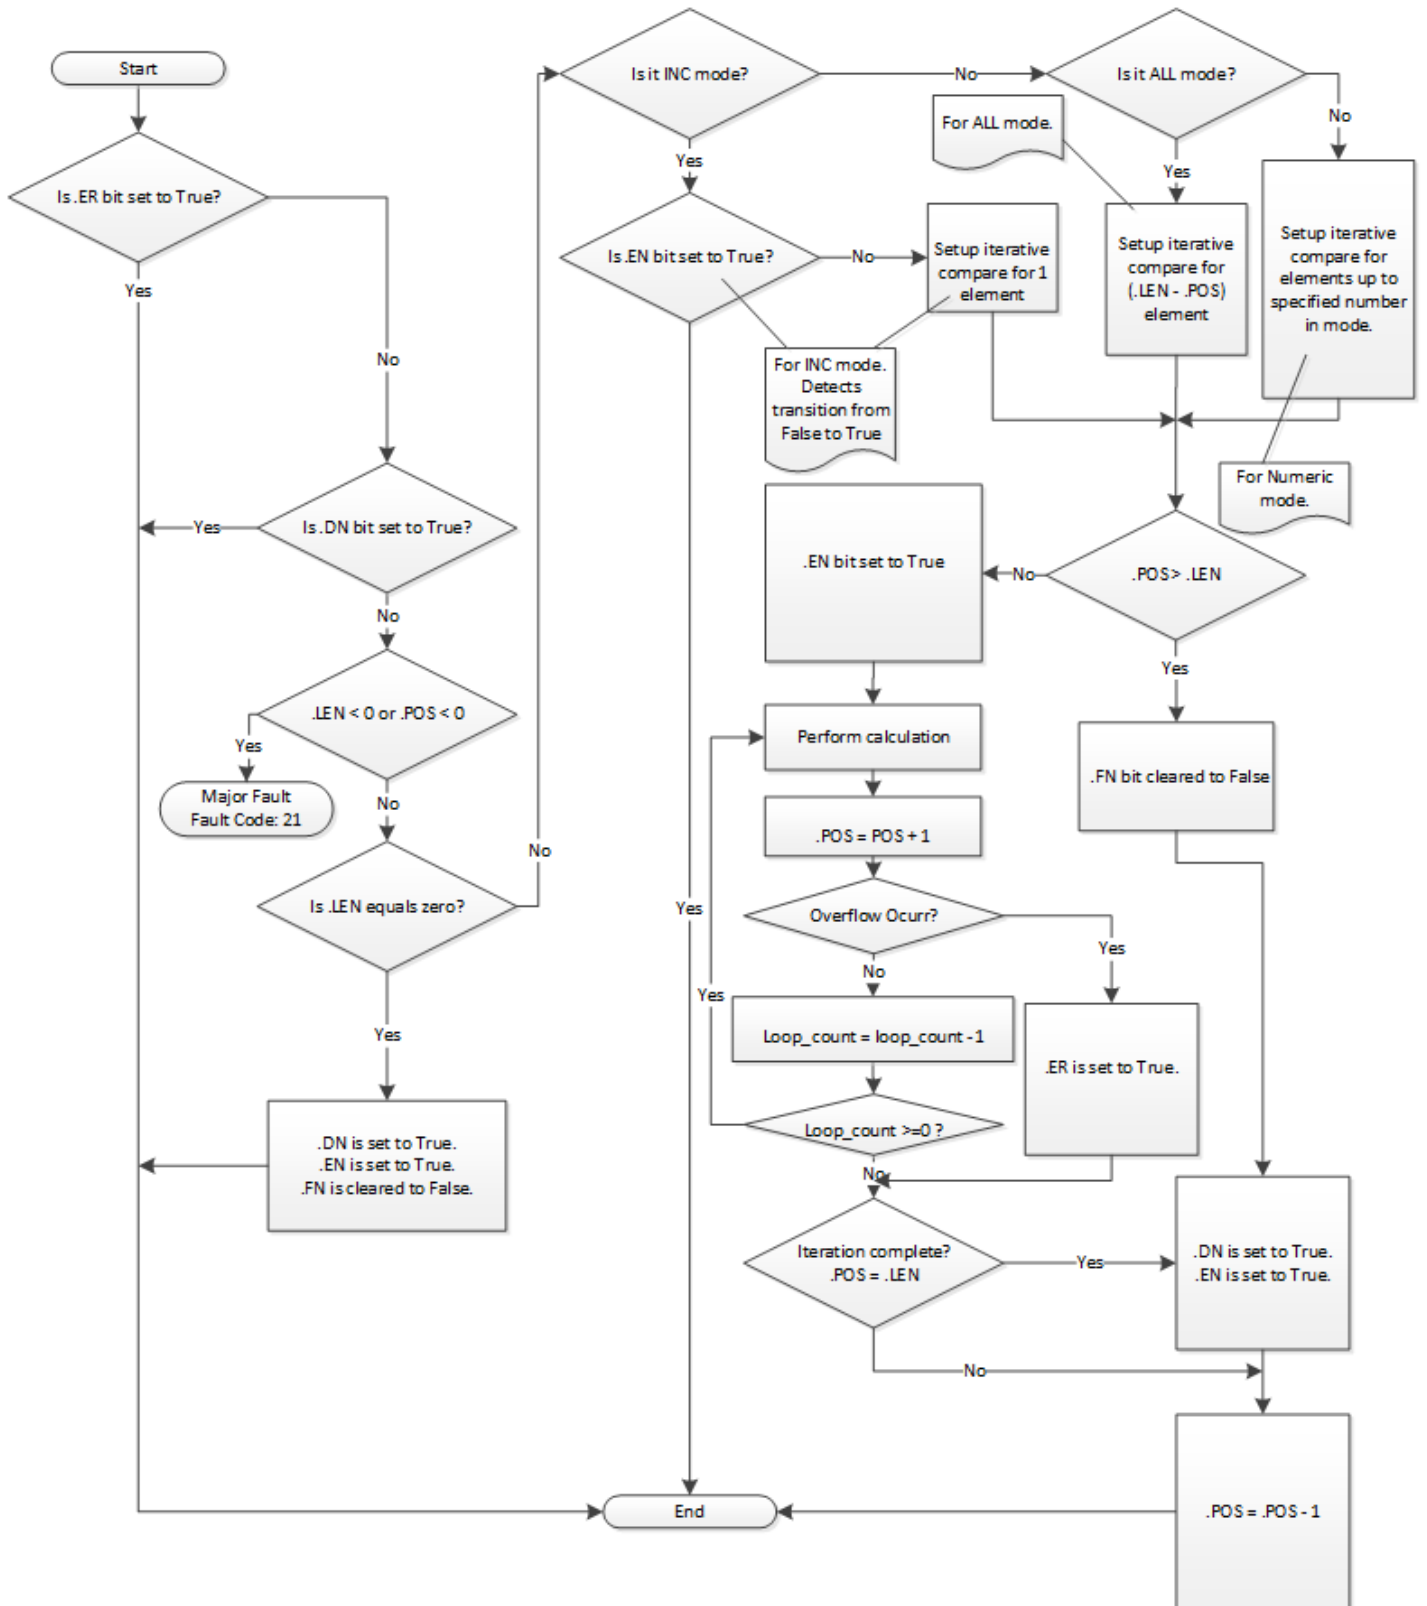 Start
Is .ER bit set to True?
Yes
No
Is .DN bit set to True?
Yes
No
.LEN < 0 or .POS < 0
Yes
Major Fault
Fault Code: 21
No
Is .LEN equals zero?
No
Yes
.DN is set to True.
.EN is set to True.
.FN is cleared to False.
Is it INC mode?
No
Yes
Is .EN bit set to True?
No
Yes
Setup iterative
compare for 1
element
For INC mode.
Detects
transition from
False to True
Is it ALL mode?
No
Yes
For ALL mode.
Setup iterative
compare for
(.LEN - .POS)
element
Setup iterative
compare for
elements up to
specified number
in mode.
For Numeric
mode.
.POS > .LEN
No
Yes
.EN bit set to True
Perform calculation
.POS = POS + 1
Overflow Ocurr?
Yes
No
Loop_count = loop_count -1
.ER is set to True.
Loop_count >=0 ?
Yes
No
.FN bit cleared to False
Iteration complete?
.POS = .LEN
Yes
No
.DN is set to True.
.EN is set to True.
.POS = .POS - 1
End